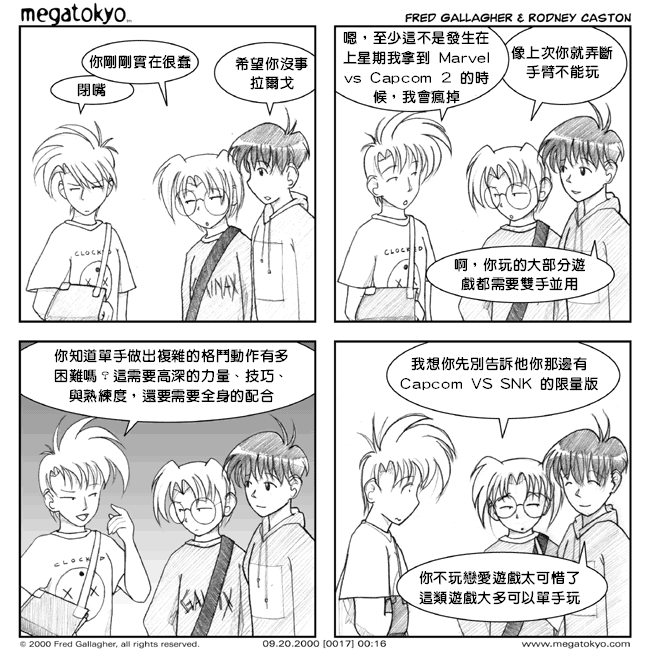 megatokyo
FRED GALLAGHER & RODNEY CASTON
你剛剛實在很蠢
閉嘴
希望你沒事
拉爾戈
CLOCKED
GAINAX
嗯，至少這不是發生在
上星期我拿到 Marvel
vs Capcom 2 的時
候，我會瘋掉
像上次你就弄斷
手臂不能玩
CLOCKED
啊，你玩的大部分遊
戲都需要雙手並用
你知道單手做出複雜的格鬥動作有多
困難嗎？這需要高深的力量、技巧、
與熟練度，還要需要全身的配合
CLOCKED
GAINAX
我想你先別告訴他你那邊有
Capcom VS SNK 的限量版
你不玩戀愛遊戲太可惜了
這類遊戲大多可以單手玩
© 2000 Fred Gallagher, all rights reserved.
09.20.2000 [0017] 00:16
www.megatokyo.com